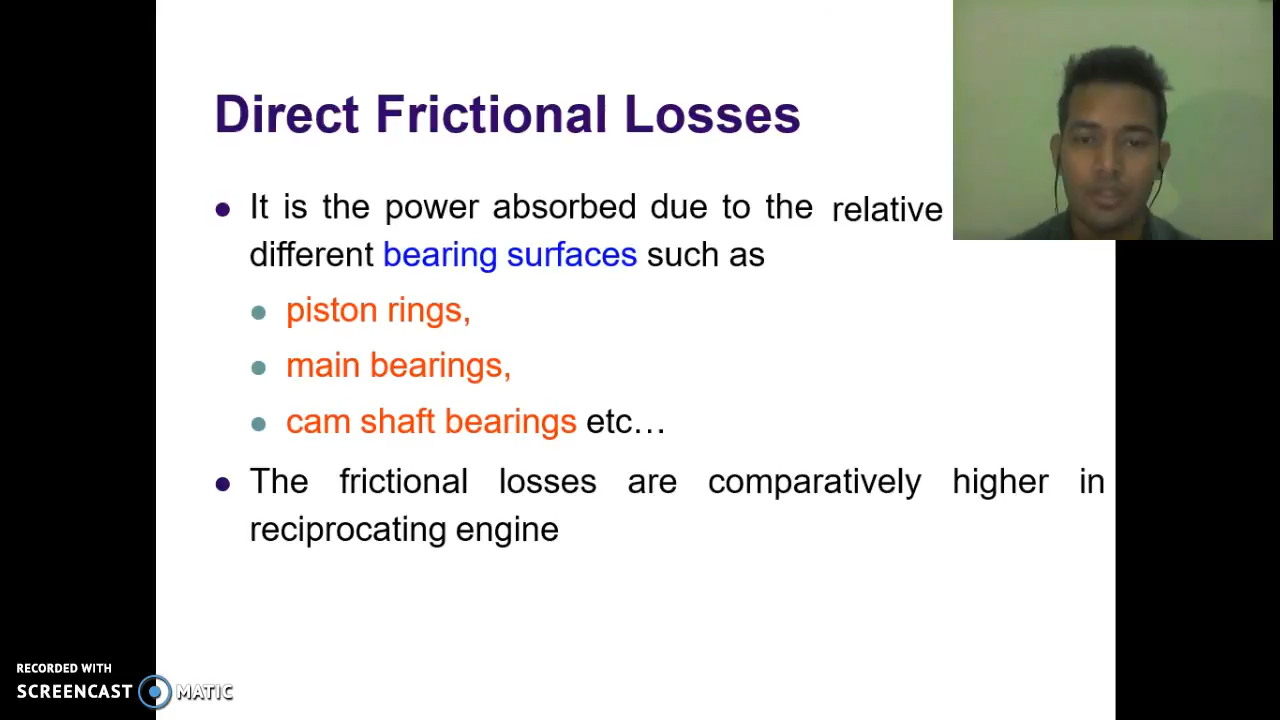 Direct Frictional Losses
It is the power absorbed due to the relative
different bearing surfaces such as
piston rings,
main bearings,
cam shaft bearings etc…
The frictional losses are comparatively higher in
reciprocating engine
RECORDED WITH
SCREENCAST MATIC